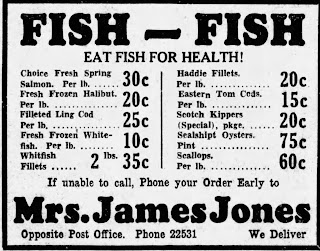 FISH — FISH
EAT FISH FOR HEALTH!
Choice Fresh Spring
Salmon. Per lb. ...... 30c
Fresh Frozen Halibut.
Per lb. .............. 20c
Filleted Ling Cod
Per lb. .............. 25c
Fresh Frozen White-
fish. Per lb. ........ 10c
Whitfish 2 lbs.
Fillets ..... 35c
Haddie Fillets.
Per lb. .............. 20c
Eastern Tom Cods.
Per lb. .............. 15c
Scotch Kippers
(Special), pkge. .. 20c
Sealshipt Oysters.
Pint ................. 75c
Scallops.
Per lb. .............. 60c
If unable to call, Phone your Order Early to
Mrs. James Jones
Opposite Post Office. Phone 22531 We Deliver